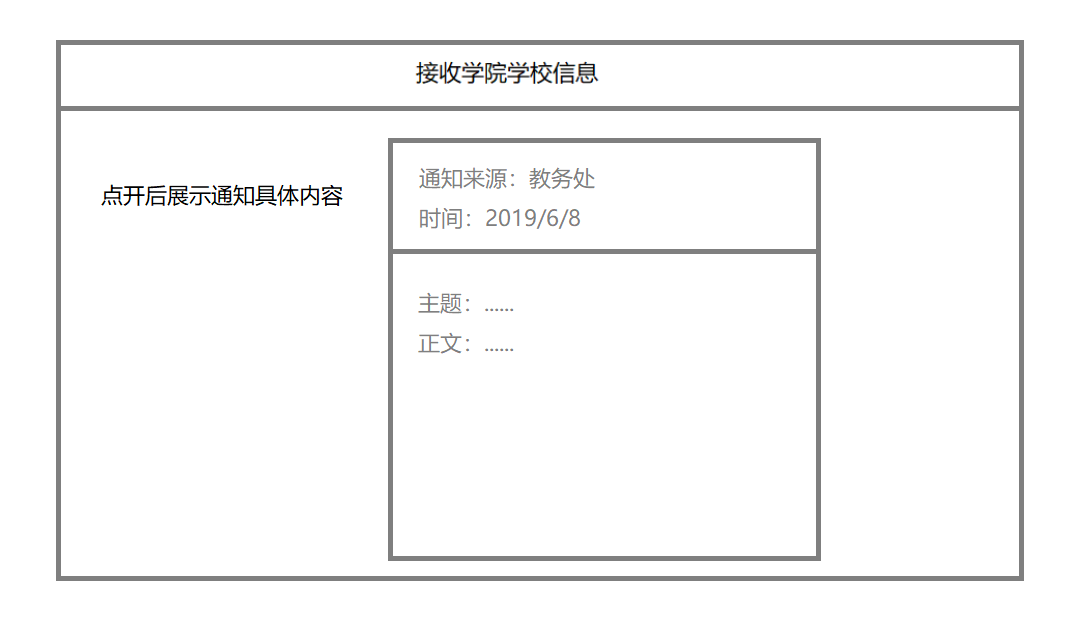 接收学院学校信息
点开后展示通知具体内容
通知来源：教务处
时间：2019/6/8
主题：......
正文：......